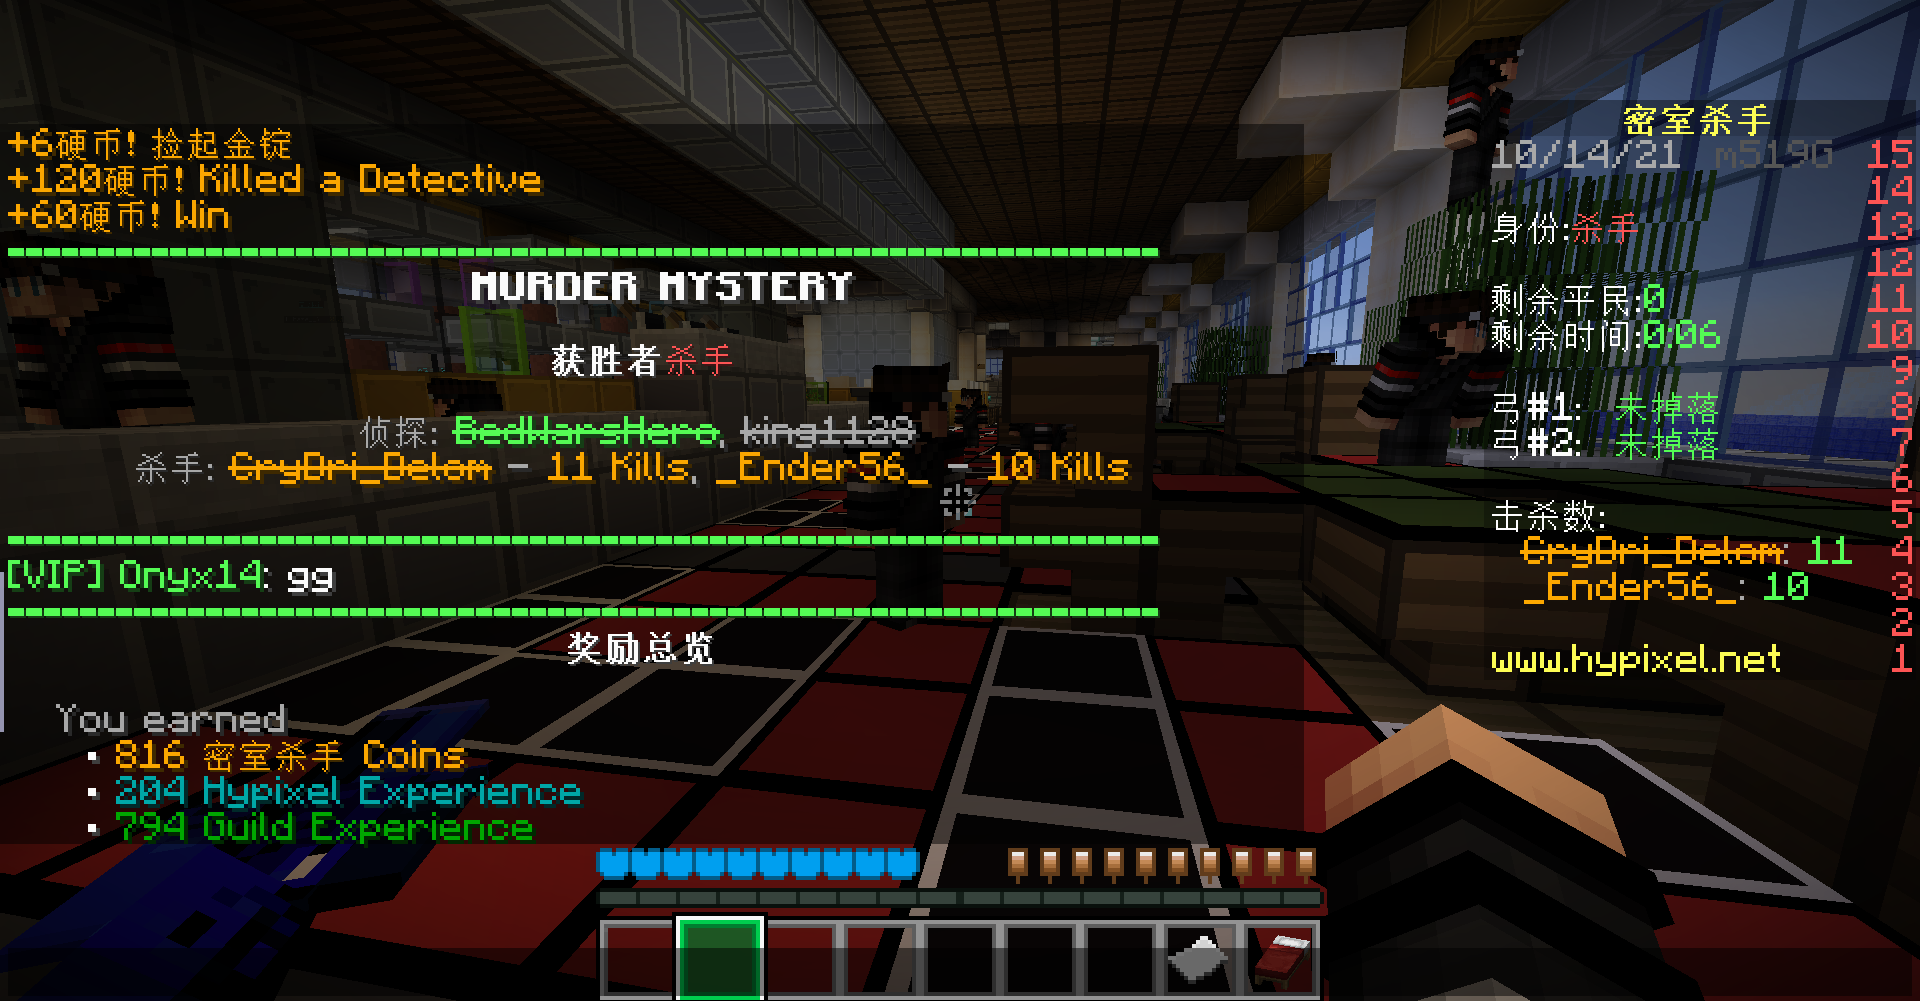 +6硬币! 捡起金锭
+120硬币! Killed a Detective
+60硬币! Win
MURDER MYSTERY
获胜者杀手
侦探: BedWarsHero, king1128
杀手: CryDri_Delom - 11 Kills, _Ender56_ - 10 Kills
[VIP] Onyx14: gg
奖励总览
You earned
• 816 密室杀手 Coins
• 204 Hypixel Experience
• 794 Guild Experience
密室杀手
10/14/21 m519G 15
14
身份:杀手 13
12
剩余平民:0 11
剩余时间:0:06 10
9
弓#1: 未掉落 8
弓#2: 未掉落 7
6
击杀数: 5
CryDri_Delom: 11 4
_Ender56_: 10 3
2
www.hypixel.net 1